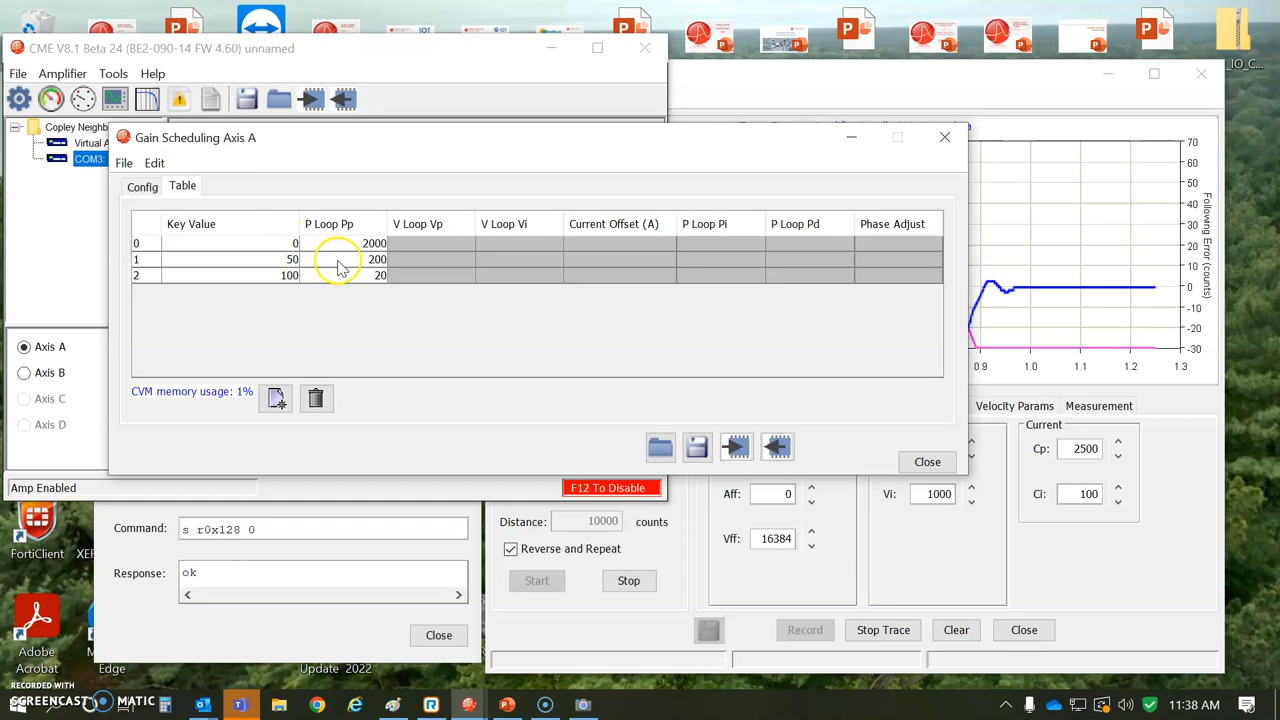 _IO_C...
CME V8.1 Beta 24 (BE2-090-14 FW 4.60) unnamed
File Amplifier Tools Help
Copley Neighb
Virtual A
COM3:
Gain Scheduling Axis A
File Edit
Config Table
Key Value P Loop Pp V Loop Vp V Loop Vi Current Offset (A) P Loop Pi P Loop Pd Phase Adjust
0 0 2000
1 50 200
2 100 20
CVM memory usage: 1%
Close
70
60
50
40
30
20
10
0
-10
-20
-30
Following Error (counts)
0.9 1.0 1.1 1.2 1.3
Axis A
Axis B
Axis C
Axis D
Amp Enabled
F12 To Disable
Velocity Params Measurement
Current
Cp: 2500
Ci: 100
Aff: 0
Vff: 16384
Vi: 1000
Command: s r0x128 0
Response: ok
Close
Distance: 10000 counts
Reverse and Repeat
Start Stop
Record Stop Trace Clear Close
FortiClient
XEF
Adobe
Acrobat
Edge
Update 2022
RECORDED WITH
SCREENCAST MATIC
11:38 AM